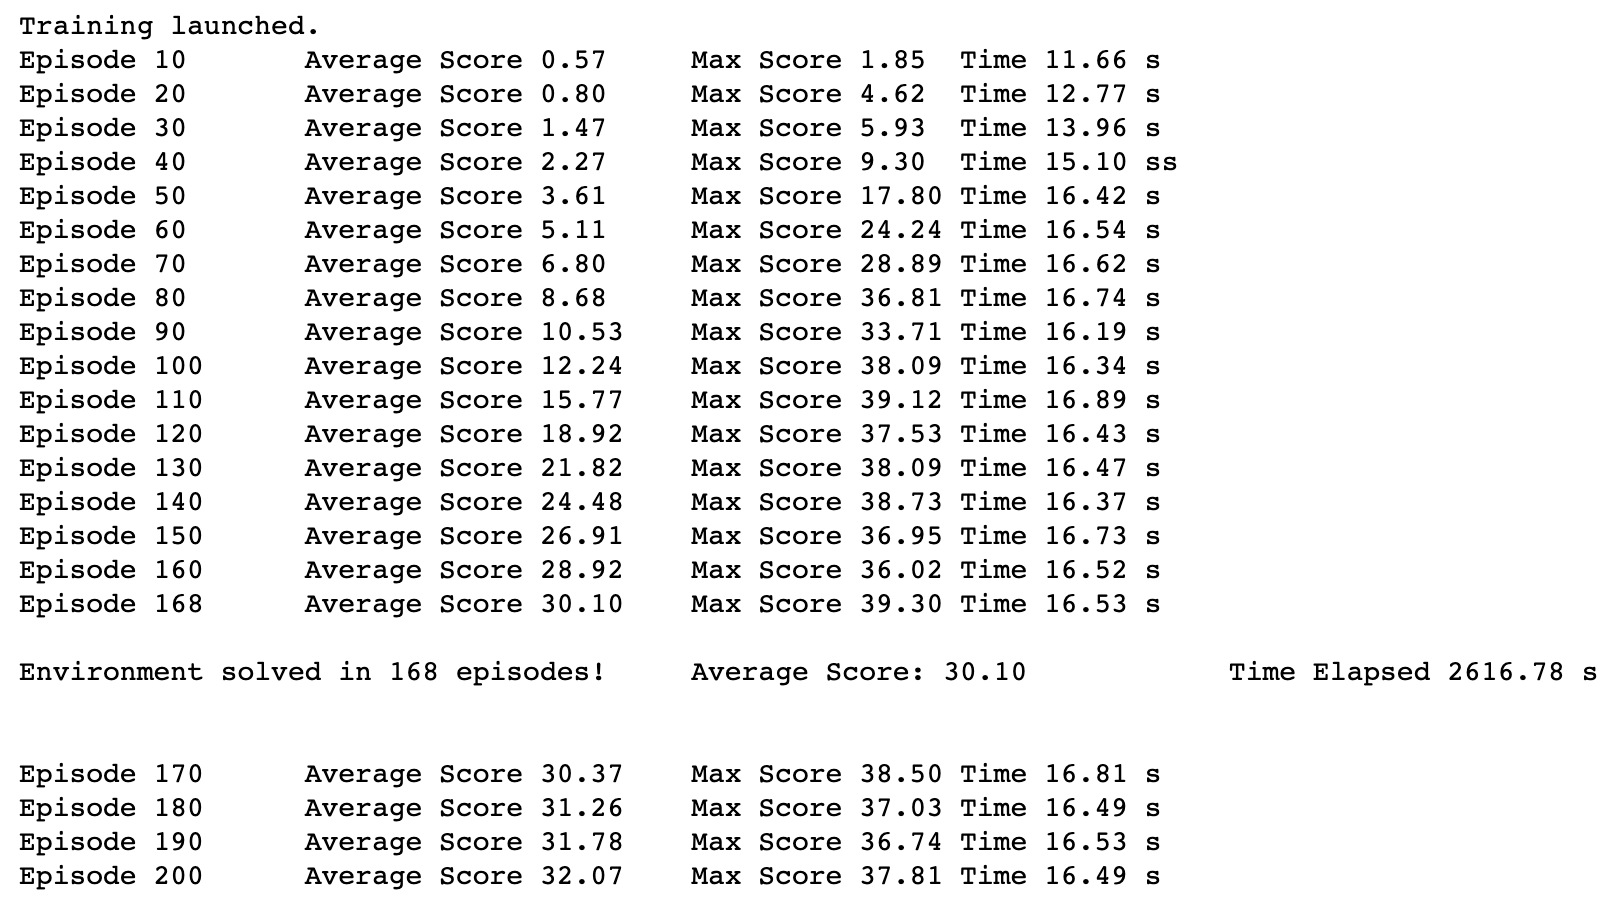 Training launched.
Episode 10 Average Score 0.57 Max Score 1.85 Time 11.66 s
Episode 20 Average Score 0.80 Max Score 4.62 Time 12.77 s
Episode 30 Average Score 1.47 Max Score 5.93 Time 13.96 s
Episode 40 Average Score 2.27 Max Score 9.30 Time 15.10 ss
Episode 50 Average Score 3.61 Max Score 17.80 Time 16.42 s
Episode 60 Average Score 5.11 Max Score 24.24 Time 16.54 s
Episode 70 Average Score 6.80 Max Score 28.89 Time 16.62 s
Episode 80 Average Score 8.68 Max Score 36.81 Time 16.74 s
Episode 90 Average Score 10.53 Max Score 33.71 Time 16.19 s
Episode 100 Average Score 12.24 Max Score 38.09 Time 16.34 s
Episode 110 Average Score 15.77 Max Score 39.12 Time 16.89 s
Episode 120 Average Score 18.92 Max Score 37.53 Time 16.43 s
Episode 130 Average Score 21.82 Max Score 38.09 Time 16.47 s
Episode 140 Average Score 24.48 Max Score 38.73 Time 16.37 s
Episode 150 Average Score 26.91 Max Score 36.95 Time 16.73 s
Episode 160 Average Score 28.92 Max Score 36.02 Time 16.52 s
Episode 168 Average Score 30.10 Max Score 39.30 Time 16.53 s
Environment solved in 168 episodes! Average Score: 30.10 Time Elapsed 2616.78 s
Episode 170 Average Score 30.37 Max Score 38.50 Time 16.81 s
Episode 180 Average Score 31.26 Max Score 37.03 Time 16.49 s
Episode 190 Average Score 31.78 Max Score 36.74 Time 16.53 s
Episode 200 Average Score 32.07 Max Score 37.81 Time 16.49 s